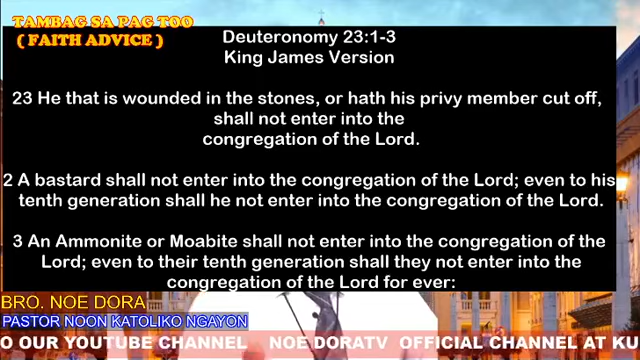 TAMBAG SA PAG TOO
( FAITH ADVICE )
Deuteronomy 23:1-3
King James Version
23 He that is wounded in the stones, or hath his privy member cut off,
shall not enter into the
congregation of the Lord.
2 A bastard shall not enter into the congregation of the Lord; even to his
tenth generation shall he not enter into the congregation of the Lord.
3 An Ammonite or Moabite shall not enter into the congregation of the
Lord; even to their tenth generation shall they not enter into the
congregation of the Lord for ever:
BRO. NOE DORA
PASTOR NOON KATOLIKO NGAYON
O OUR YOUTUBE CHANNEL NOE DORATV OFFICIAL CHANNEL AT KU